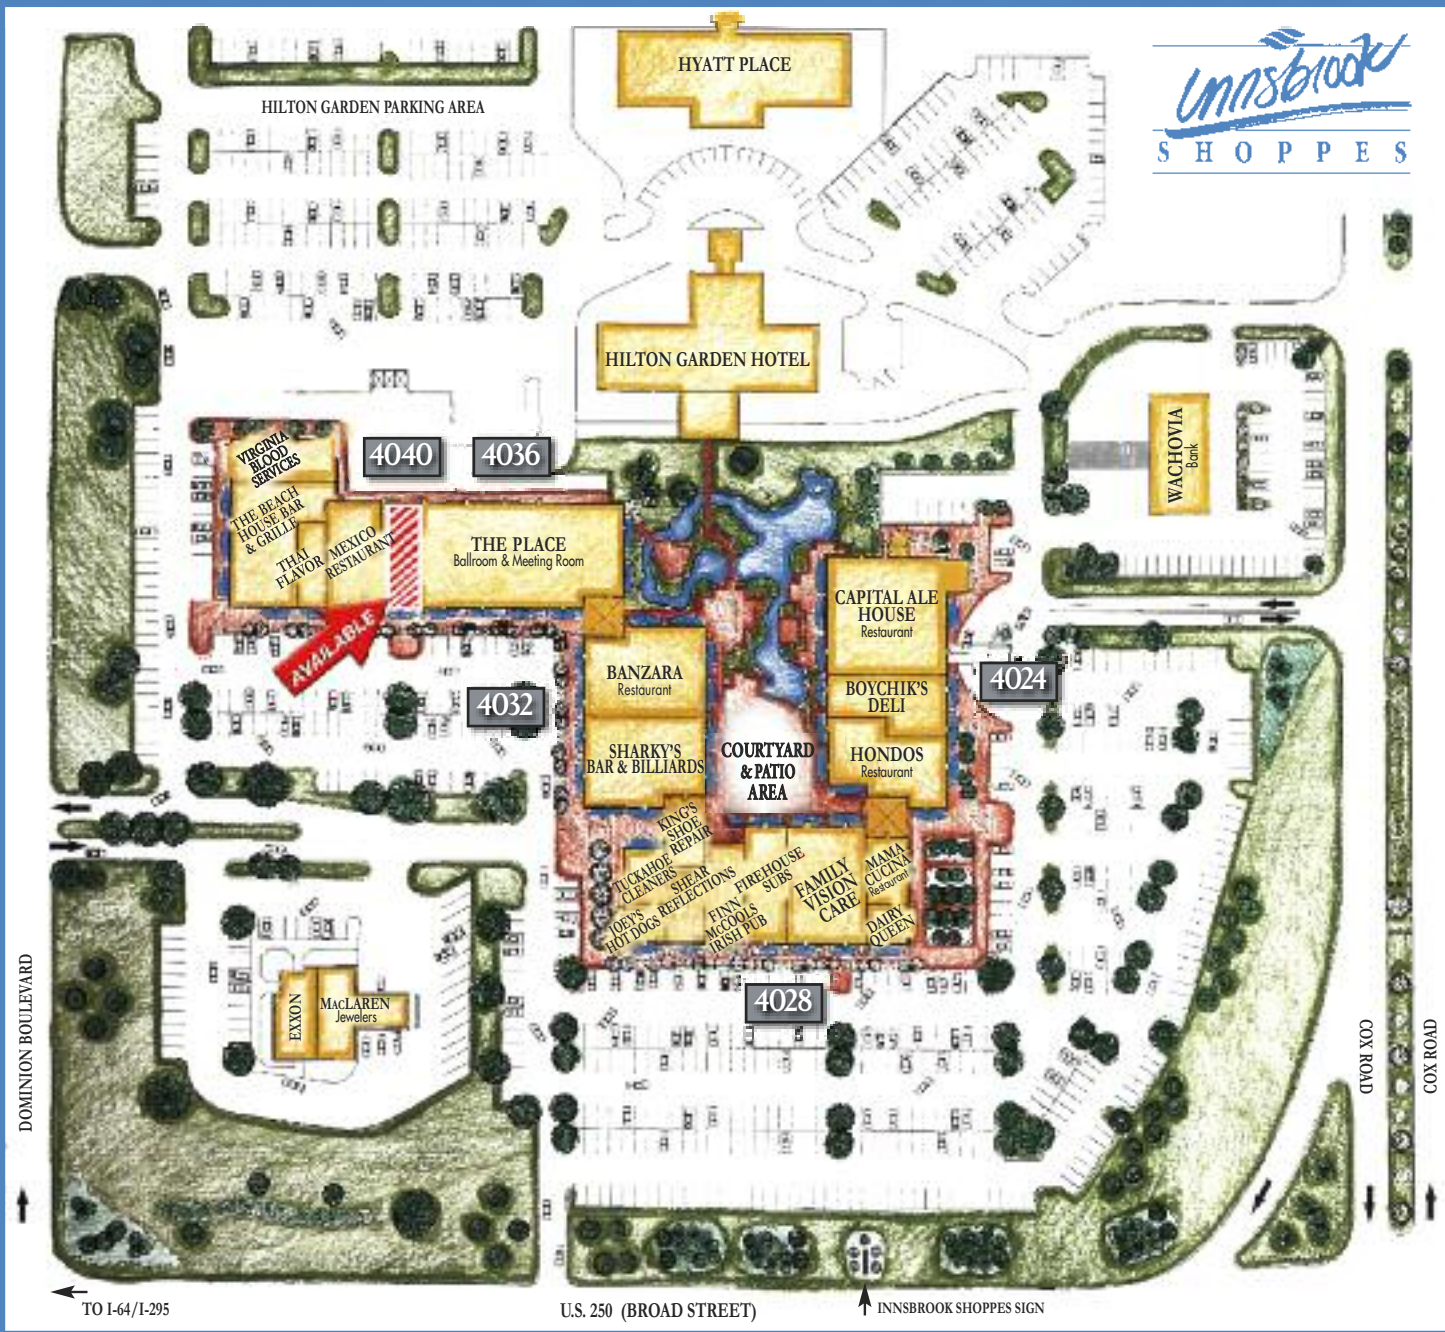 Innsbrook
SHOPPES
HYATT PLACE
HILTON GARDEN PARKING AREA
HILTON GARDEN HOTEL
WACHOVIA
Bank
4040
4036
VIRGINIA
BLOOD
SERVICES
THE BEACH
HOUSE BAR
& GRILLE
THAI
FLAVOR
MEXICO
RESTAURANT
THE PLACE
Ballroom & Meeting Room
AVAILABLE
CAPITAL ALE
HOUSE
Restaurant
BANZARA
Restaurant
4032
4024
BOYCHIK'S
DELI
SHARKY'S
BAR & BILLIARDS
COURTYARD
& PATIO
AREA
HONDOS
Restaurant
KING'S
SHOE
REPAIR
TUCKAHOE
CLEANERS
SHEAR
REFLECTIONS
FIREHOUSE
SUBS
FAMILY
VISION
CARE
MAMA
CUCINA
Restaurant
JOEY'S
HOT DOGS
FINN
McCOOLS
IRISH PUB
DAIRY
QUEEN
4028
EXXON
MACLAREN
Jewelers
DOMINION BOULEVARD
COX ROAD
COX ROAD
TO I-64/I-295
U.S. 250 (BROAD STREET)
INNSBROOK SHOPPES SIGN